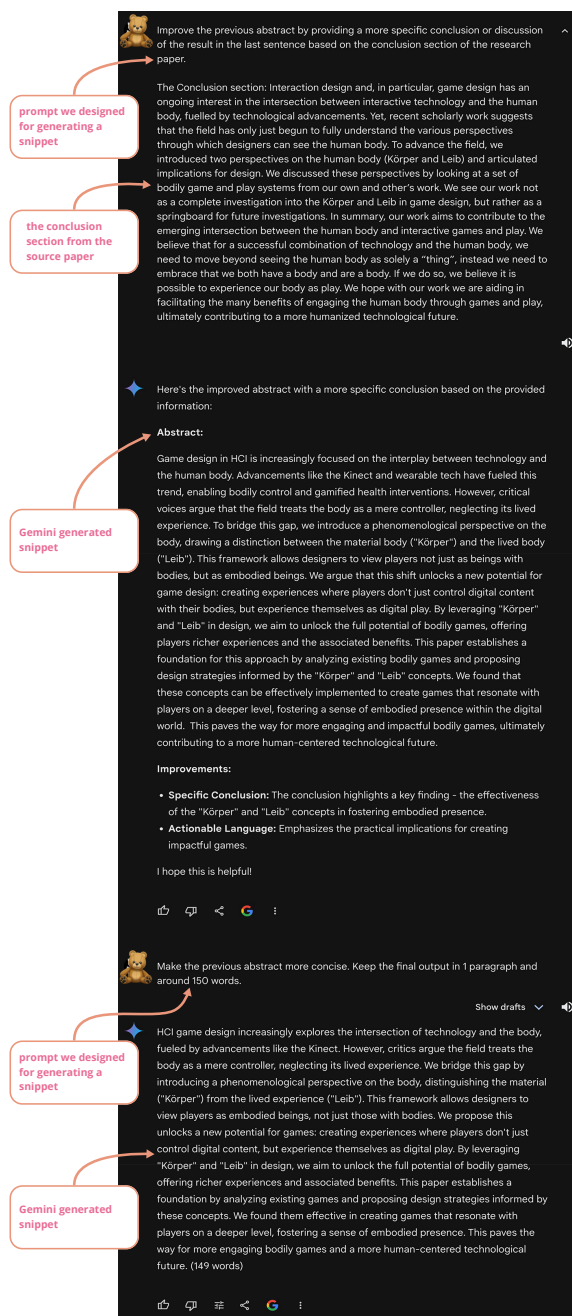 Improve the previous abstract by providing a more specific conclusion or discussion
of the result in the last sentence based on the conclusion section of the research
paper.
prompt we designed
for generating a
snippet
The Conclusion section: Interaction design and, in particular, game design has an
ongoing interest in the intersection between interactive technology and the human
body, fuelled by technological advancements. Yet, recent scholarly work suggests
that the field has only just begun to fully understand the various perspectives
through which designers can see the human body. To advance the field, we
introduced two perspectives on the human body (Körper and Leib) and articulated
implications for design. We discussed these perspectives by looking at a set of
bodily game and play systems from our own and other's work. We see our work not
as a complete investigation into the Körper and Leib in game design, but rather as a
springboard for future investigations. In summary, our work aims to contribute to the
emerging intersection between the human body and interactive games and play. We
believe that for a successful combination of technology and the human body, we
need to move beyond seeing the human body as solely a "thing", instead we need to
embrace that we both have a body and are a body. If we do so, we believe it is
possible to experience our body as play. We hope with our work we are aiding in
facilitating the many benefits of engaging the human body through games and play,
ultimately contributing to a more humanized technological future.
the conclusion
section from the
source paper
Here's the improved abstract with a more specific conclusion based on the provided
information:
Abstract:
Game design in HCI is increasingly focused on the interplay between technology and
the human body. Advancements like the Kinect and wearable tech have fueled this
trend, enabling bodily control and gamified health interventions. However, critical
voices argue that the field treats the body as a mere controller, neglecting its lived
experience. To bridge this gap, we introduce a phenomenological perspective on the
body, drawing a distinction between the material body ("Körper") and the lived body
("Leib"). This framework allows designers to view players not just as beings with
bodies, but as embodied beings. We argue that this shift unlocks a new potential for
game design: creating experiences where players don't just control digital content
with their bodies, but experience themselves as digital play. By leveraging "Körper"
and "Leib" in design, we aim to unlock the full potential of bodily games, offering
players richer experiences and the associated benefits. This paper establishes a
foundation for this approach by analyzing existing bodily games and proposing
design strategies informed by the "Körper" and "Leib" concepts. We found that
these concepts can be effectively implemented to create games that resonate with
players on a deeper level, fostering a sense of embodied presence within the digital
world. This paves the way for more engaging and impactful bodily games, ultimately
contributing to a more human-centered technological future.
Gemini generated
snippet
Improvements:
• Specific Conclusion: The conclusion highlights a key finding - the effectiveness
of the "Körper" and "Leib" concepts in fostering embodied presence.
• Actionable Language: Emphasizes the practical implications for creating
impactful games.
I hope this is helpful!
Make the previous abstract more concise. Keep the final output in 1 paragraph and
around 150 words.
prompt we designed
for generating a
snippet
Show drafts
HCI game design increasingly explores the intersection of technology and the body,
fueled by advancements like the Kinect. However, critics argue the field treats the
body as a mere controller, neglecting its lived experience. We bridge this gap by
introducing a phenomenological perspective on the body, distinguishing the material
("Körper") from the lived experience ("Leib"). This framework allows designers to
view players as embodied beings, not just those with bodies. We propose this
unlocks a new potential for games: creating experiences where players don't just
control digital content, but experience themselves as digital play. By leveraging
"Körper" and "Leib" in design, we aim to unlock the full potential of bodily games,
offering richer experiences and associated benefits. This paper establishes a
foundation by analyzing existing games and proposing design strategies informed by
these concepts. We found them effective in creating games that resonate with
players on a deeper level, fostering a sense of embodied presence. This paves the
way for more engaging bodily games and a more human-centered technological
future. (149 words)
Gemini generated
snippet